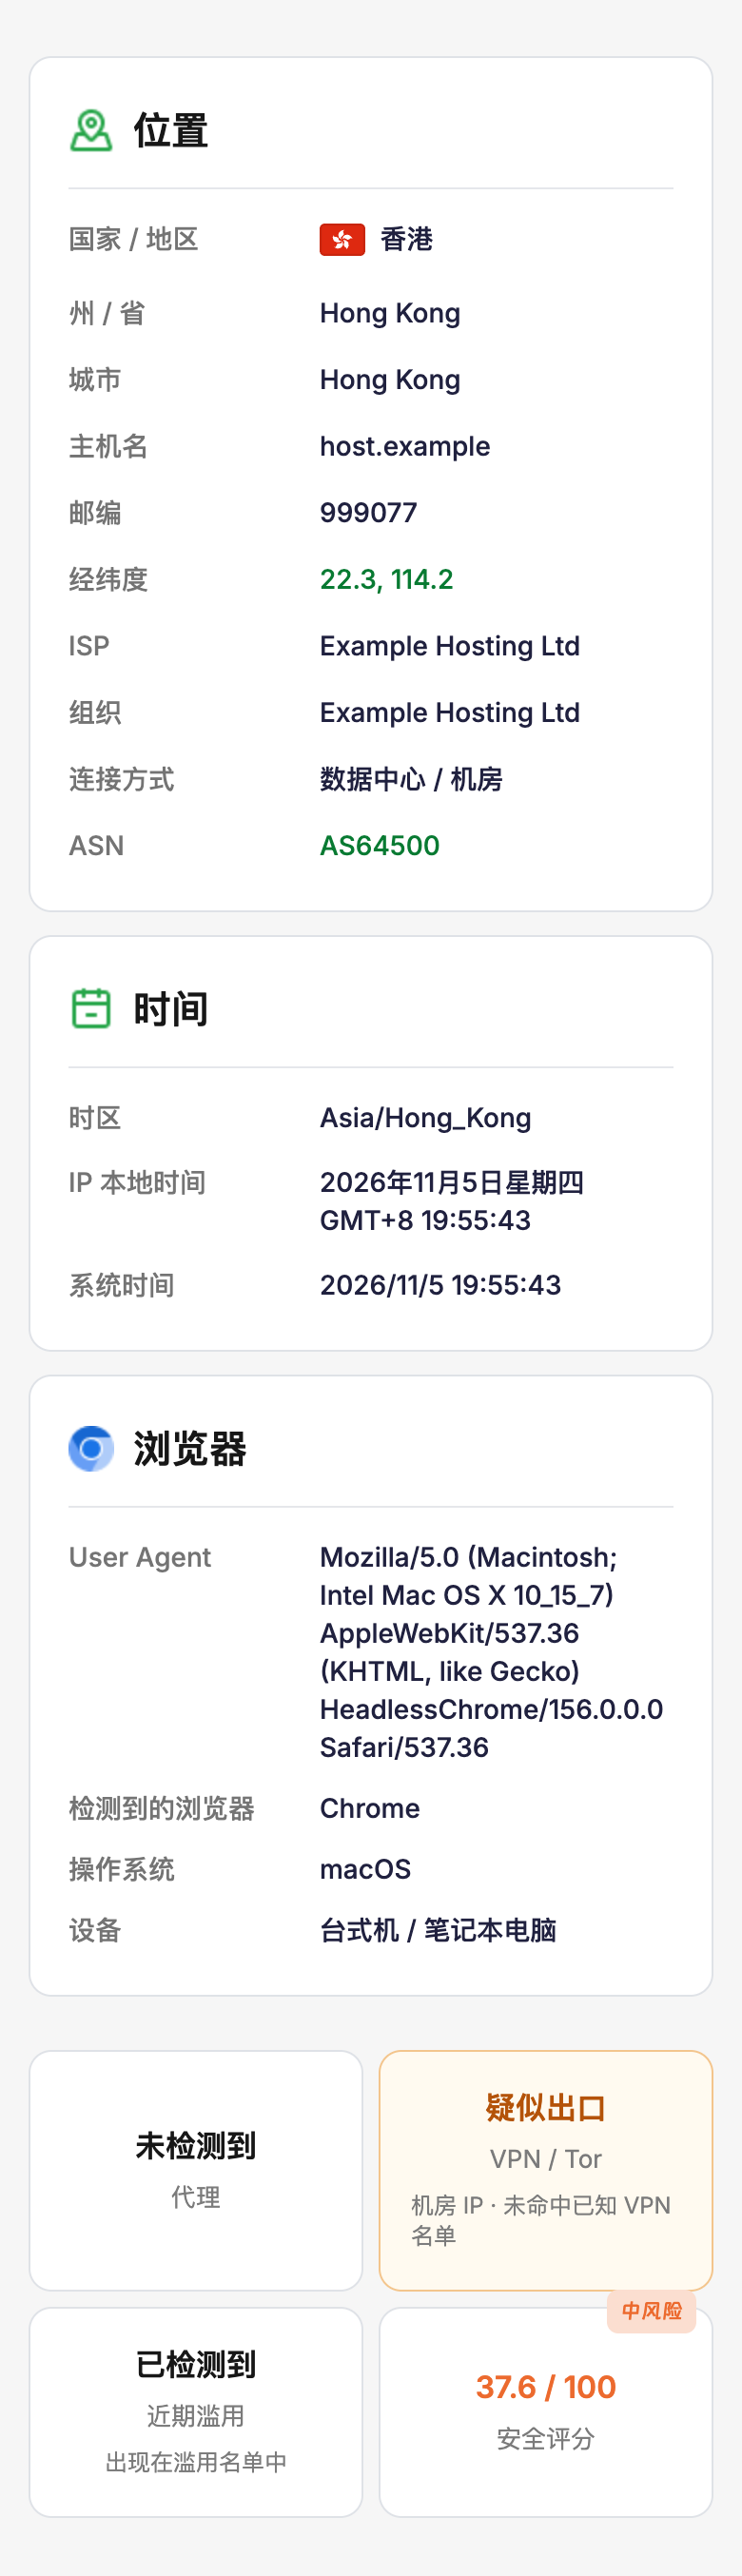 位置
国家 / 地区 香港
州 / 省 Hong Kong
城市 Hong Kong
主机名 host.example
邮编 999077
经纬度 22.3, 114.2
ISP Example Hosting Ltd
组织 Example Hosting Ltd
连接方式 数据中心 / 机房
ASN AS64500
时间
时区 Asia/Hong_Kong
IP 本地时间 2026年11月5日星期四
GMT+8 19:55:43
系统时间 2026/11/5 19:55:43
浏览器
User Agent Mozilla/5.0 (Macintosh;
Intel Mac OS X 10_15_7)
AppleWebKit/537.36
(KHTML, like Gecko)
HeadlessChrome/156.0.0.0
Safari/537.36
检测到的浏览器 Chrome
操作系统 macOS
设备 台式机 / 笔记本电脑
未检测到
代理
疑似出口
VPN / Tor
机房 IP · 未命中已知 VPN
名单
已检测到
近期滥用
出现在滥用名单中
中风险
37.6 / 100
安全评分